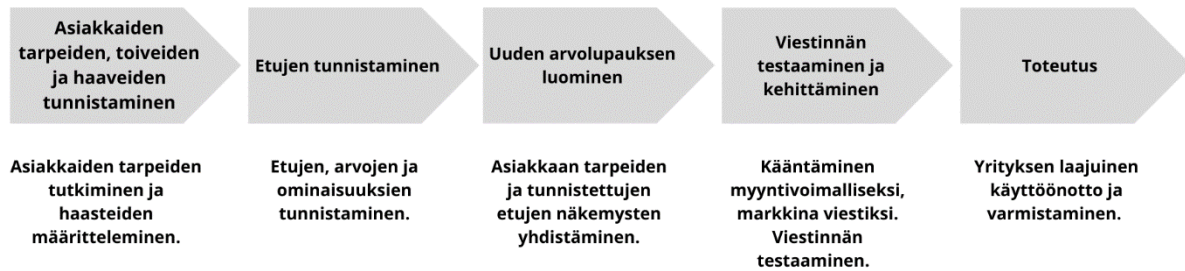 Asiakkaiden
tarpeiden, toiveiden
ja haaveiden
tunnistaminen
Etujen tunnistaminen
Uuden arvolupauksen
luominen
Viestinnän
testaaminen ja
kehittäminen
Toteutus
Asiakkaiden tarpeiden
tutkiminen ja
haasteiden
määritteleminen.
Etujen, arvojen ja
ominaisuuksien
tunnistaminen.
Asiakkaan tarpeiden
ja tunnistettujen
etujen näkemysten
yhdistäminen.
Kääntäminen
myyntivoimalliseksi,
markkina viestiksi.
Viestinnän
testaaminen.
Yrityksen laajuinen
käyttöönotto ja
varmistaminen.